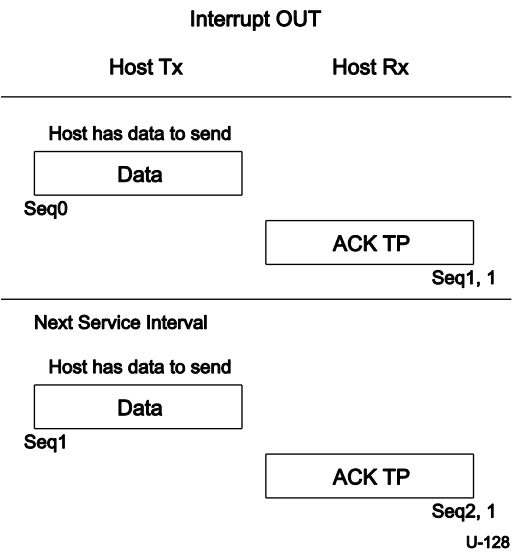 Interrupt OUT
Host Tx Host Rx
Host has data to send
Data
Seq0
ACK TP
Seq1, 1
Next Service Interval
Host has data to send
Data
Seq1
ACK TP
Seq2, 1
U-128